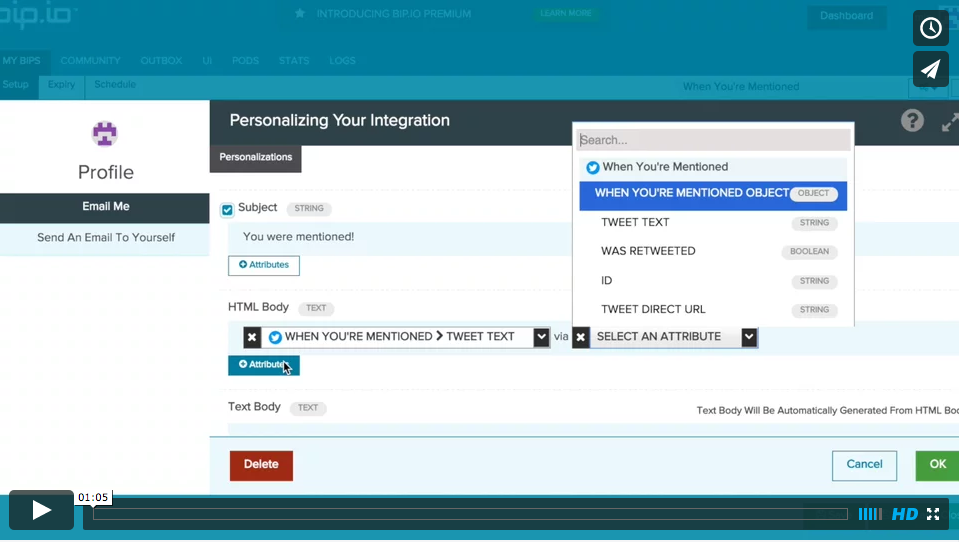 bip.io
INTRODUCING BIP.IO PREMIUM LEARN MORE Dashboard
MY BIPS COMMUNITY OUTBOX UI PODS STATS LOGS
Setup Expiry Schedule When You're Mentioned
Personalizing Your Integration
Personalizations
Profile
Email Me
Send An Email To Yourself
Search...
When You're Mentioned
WHEN YOU'RE MENTIONED OBJECT OBJECT
TWEET TEXT STRING
WAS RETWEETED BOOLEAN
ID STRING
TWEET DIRECT URL STRING
Subject STRING
You were mentioned!
Attributes
HTML Body TEXT
WHEN YOU'RE MENTIONED > TWEET TEXT via SELECT AN ATTRIBUTE
Attributes
Text Body TEXT Text Body Will Be Automatically Generated From HTML Bo
Delete Cancel OK
01:05
HD